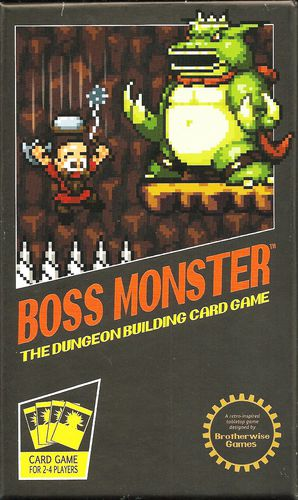 BOSS MONSTER™
THE DUNGEON BUILDING CARD GAME
CARD GAME
FOR 2-4 PLAYERS
A retro-inspired
tabletop game
designed by
Brotherwise
Games